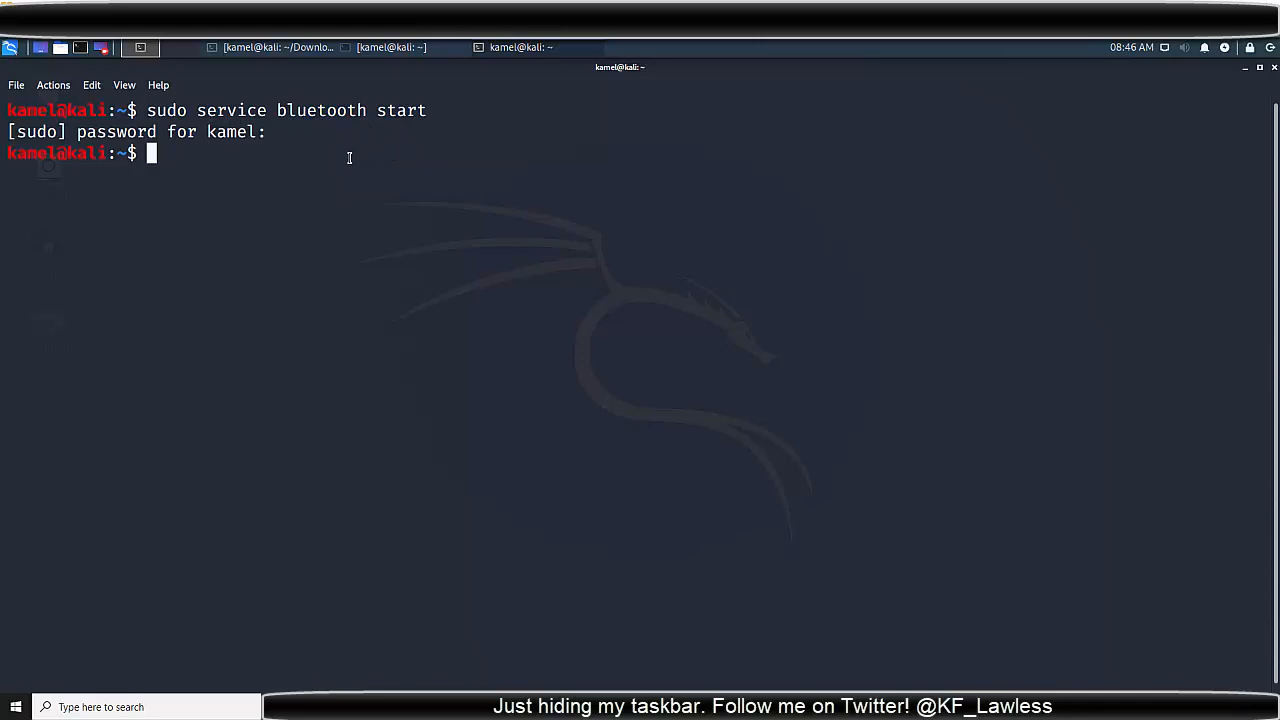 [kamel@kali: ~/Downlo... [kamel@kali: ~] kamel@kali: ~ 08:46 AM
kamel@kali: ~
File Actions Edit View Help
kamel@kali:~$ sudo service bluetooth start
[sudo] password for kamel:
kamel@kali:~$
Type here to search
Just hiding my taskbar. Follow me on Twitter! @KF_Lawless